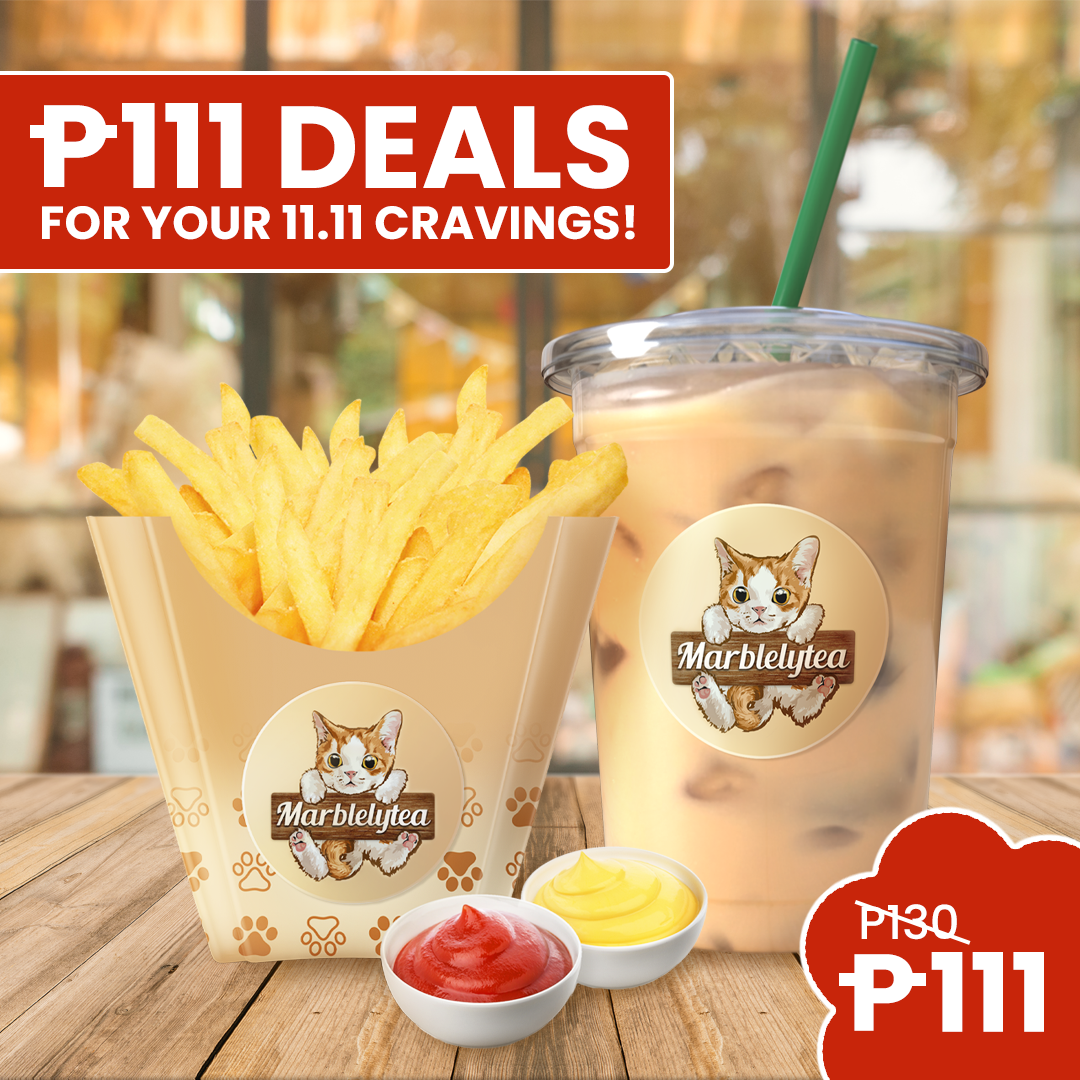 ₱111 DEALS
FOR YOUR 11.11 CRAVINGS!
Marblelytea
Marblelytea
₱130
₱111